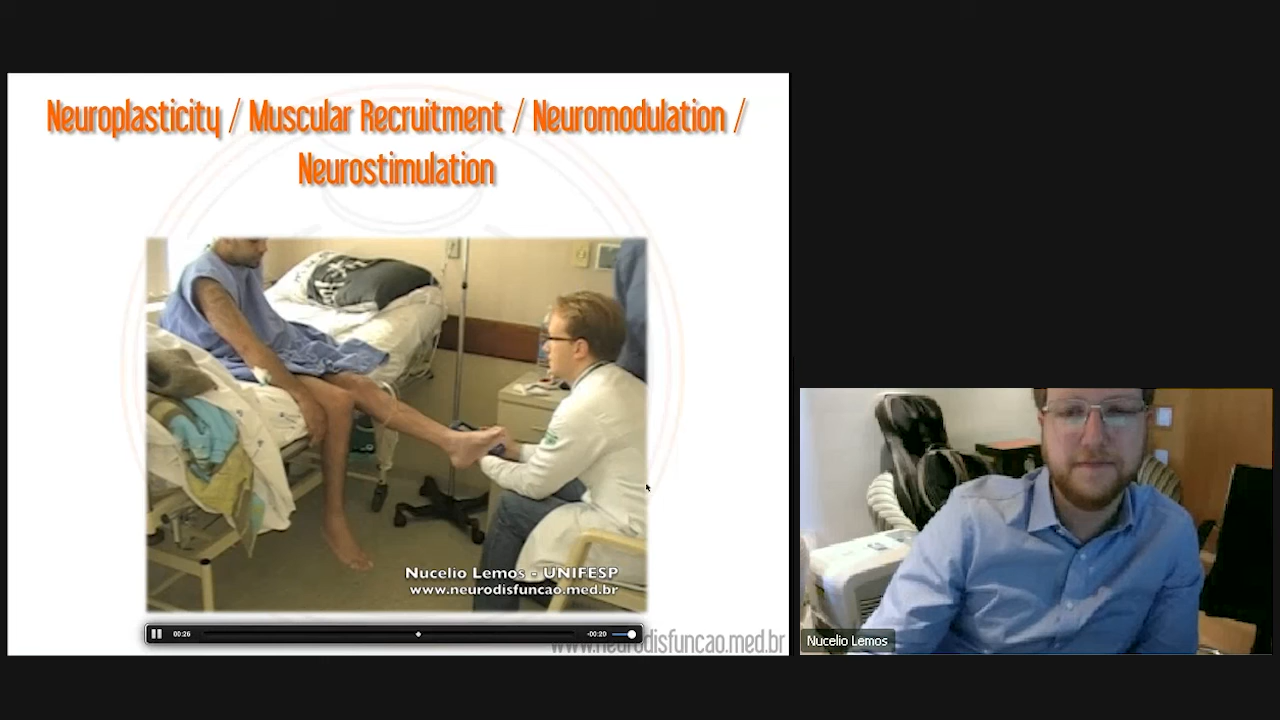 Neuroplasticity / Muscular Recruitment / Neuromodulation /
Neurostimulation
Nucelio Lemos - UNIFESP
www.neurodisfuncao.med.br
00:26
-00:20
www.neurodisfuncao.med.br
Nucelio Lemos